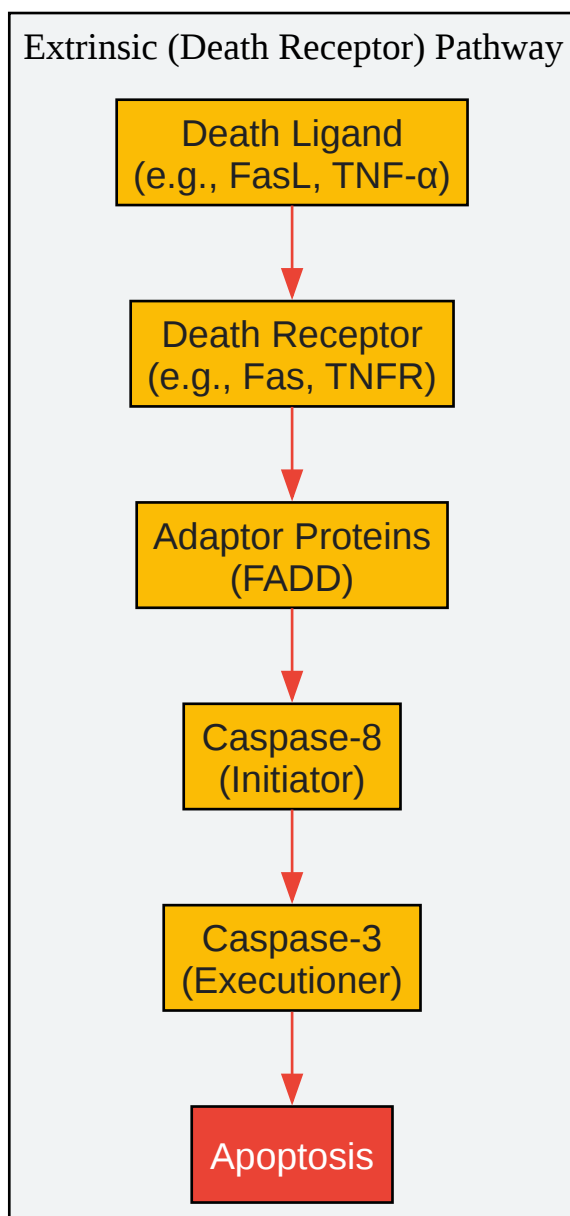 Extrinsic (Death Receptor) Pathway
Death Ligand
(e.g., FasL, TNF-α)
Death Receptor
(e.g., Fas, TNFR)
Adaptor Proteins
(FADD)
Caspase-8
(Initiator)
Caspase-3
(Executioner)
Apoptosis